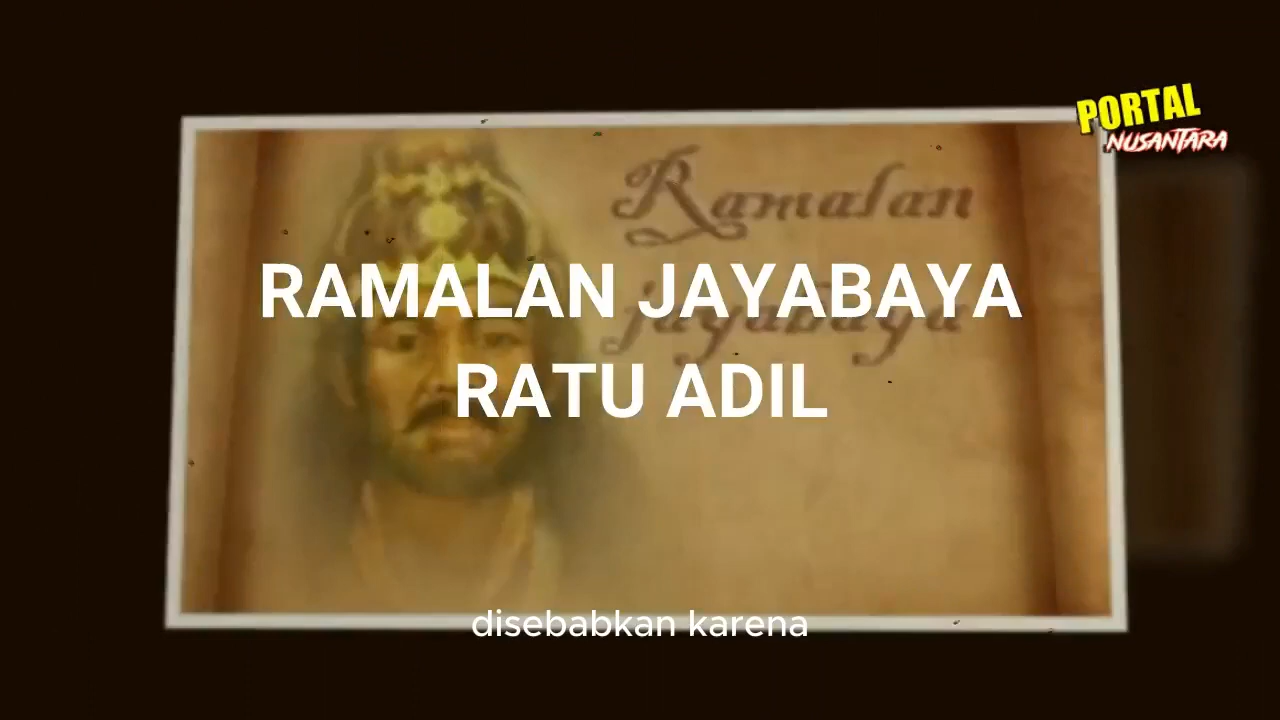 PORTAL
NUSANTARA
Ramalan
jayabaya
RAMALAN JAYABAYA
RATU ADIL
disebabkan karena